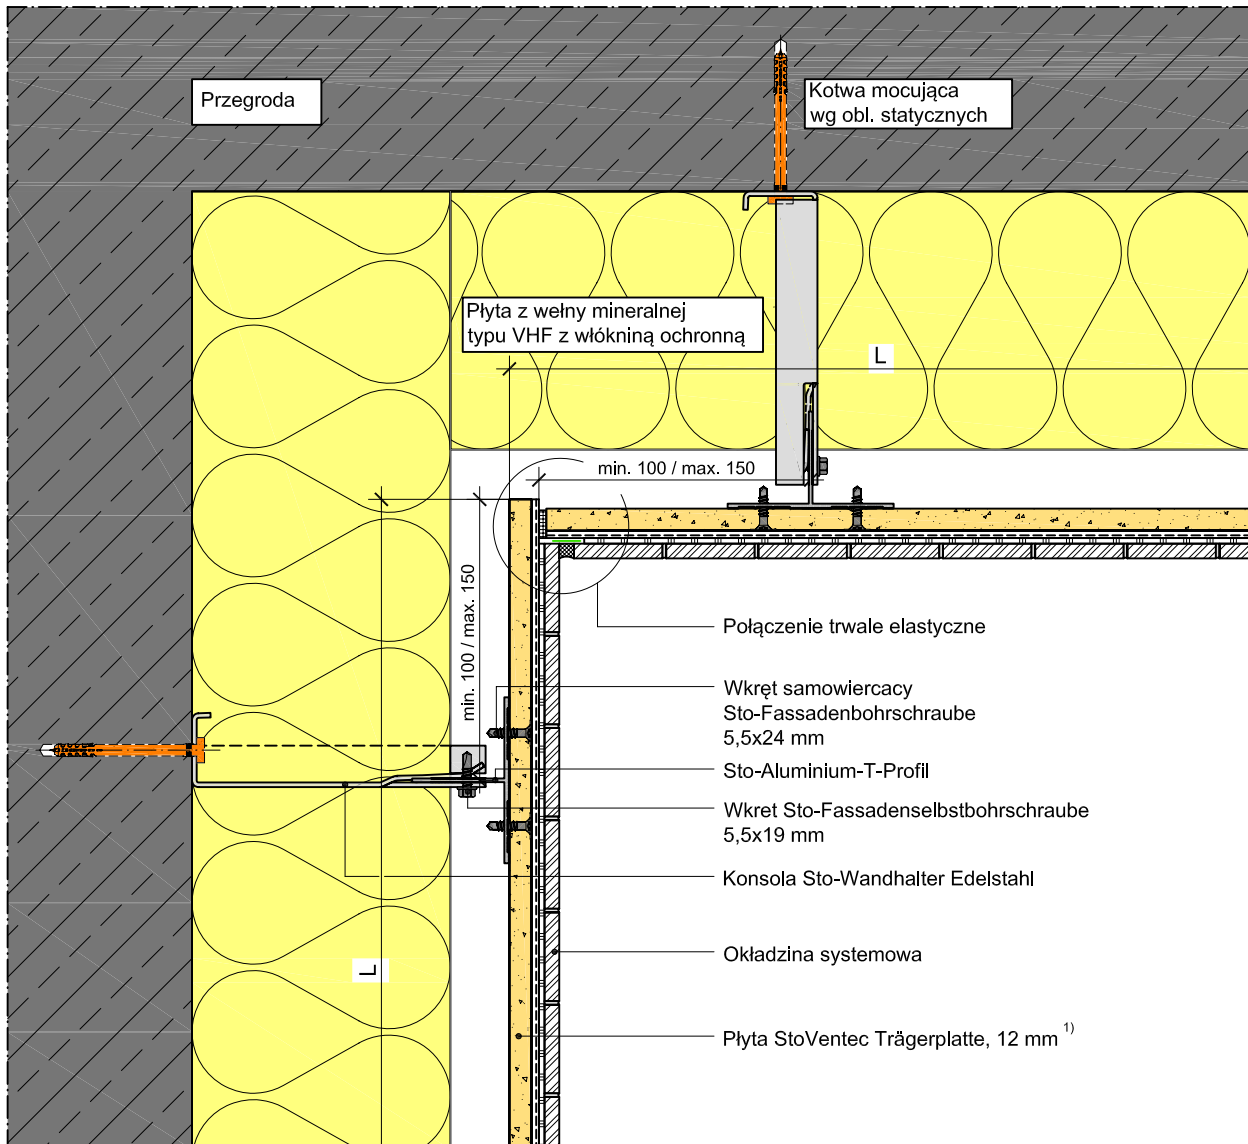 Przegroda
Kotwa mocująca
wg obl. statycznych
Płyta z wełny mineralnej
typu VHF z włókniną ochronną
L
min. 100 / max. 150
min. 100 / max. 150
Połączenie trwale elastyczne
Wkręt samowiercacy
Sto-Fassadenbohrschraube
5,5x24 mm
Sto-Aluminium-T-Profil
Wkret Sto-Fassadenselbstbohrschraube
5,5x19 mm
Konsola Sto-Wandhalter Edelstahl
Okładzina systemowa
L
Płyta StoVentec Trägerplatte, 12 mm 1)